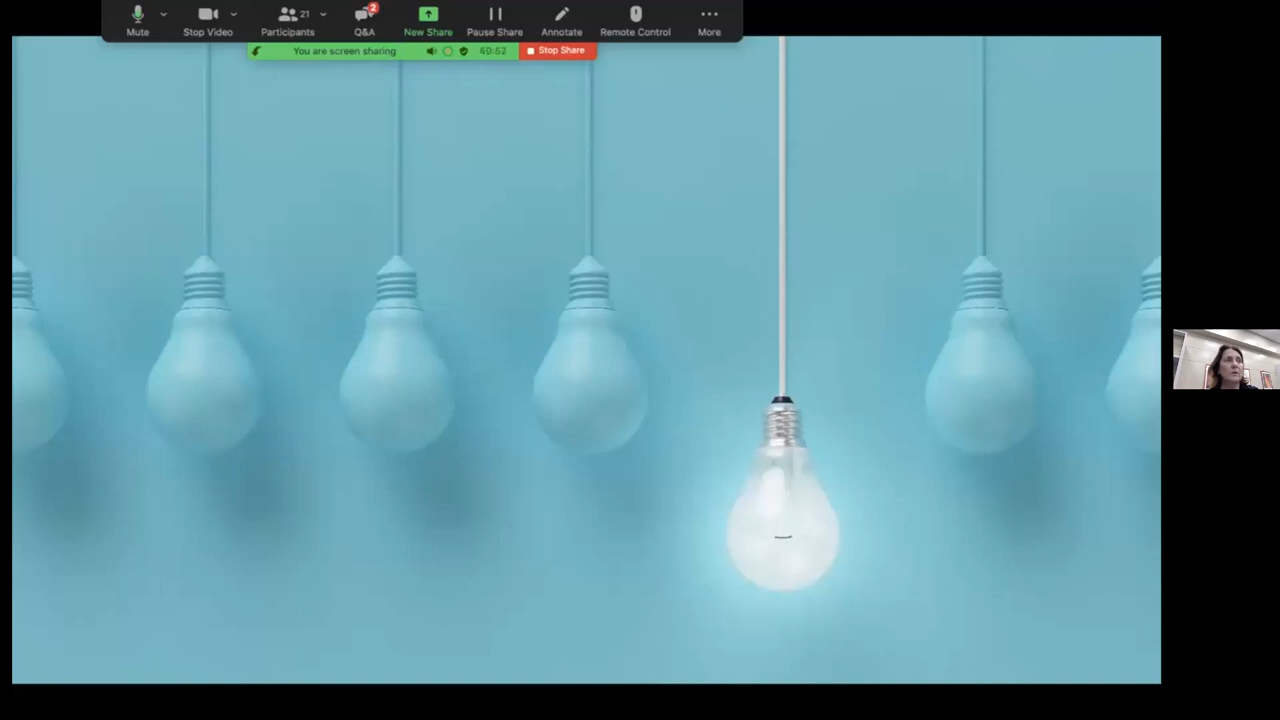 21
2
Mute
Stop Video
Participants
Q&A
New Share
Pause Share
Annotate
Remote Control
More
You are screen sharing
Stop Share